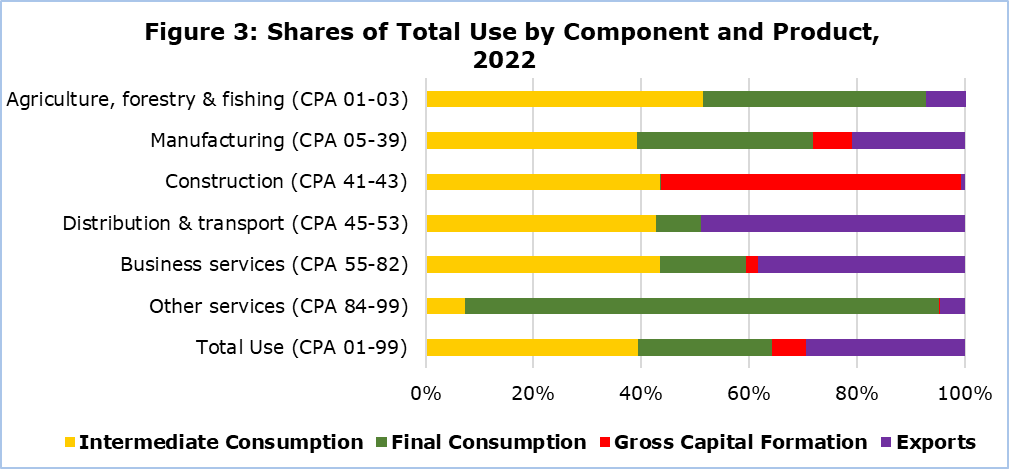 Figure 3: Shares of Total Use by Component and Product,
2022
Agriculture, forestry & fishing (CPA 01-03)
Manufacturing (CPA 05-39)
Construction (CPA 41-43)
Distribution & transport (CPA 45-53)
Business services (CPA 55-82)
Other services (CPA 84-99)
Total Use (CPA 01-99)
0% 20% 40% 60% 80% 100%
Intermediate Consumption Final Consumption Gross Capital Formation Exports